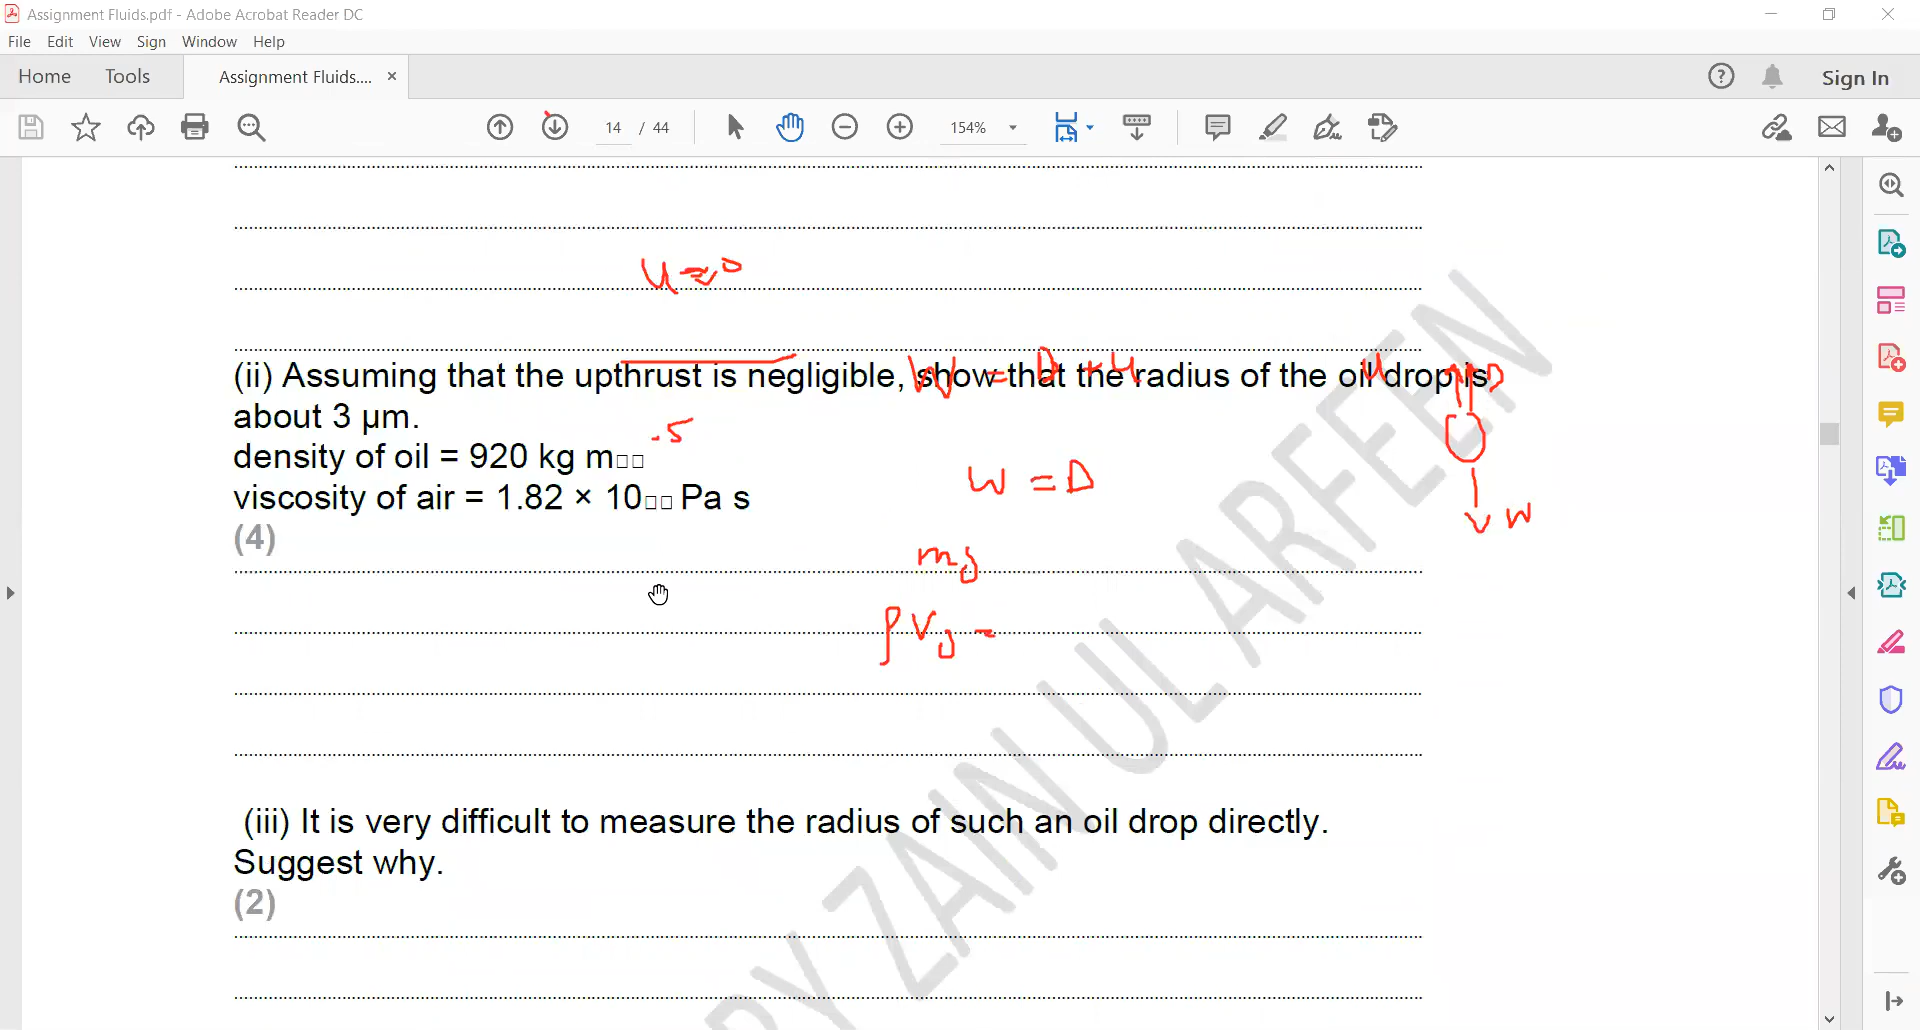 Assignment Fluids.pdf - Adobe Acrobat Reader DC
File Edit View Sign Window Help
Home Tools Assignment Fluids.... × Sign In
14 / 44 154%
U ≈ 0
W = D + U
(ii) Assuming that the upthrust is negligible, show that the radius of the oil drop is
about 3 μm.
U D
-5
density of oil = 920 kg m□□
W = D
viscosity of air = 1.82 × 10□□ Pa s
W
(4)
mg
ρVg =
(iii) It is very difficult to measure the radius of such an oil drop directly.
Suggest why.
(2)
BY ZAIN UL ARFEEN